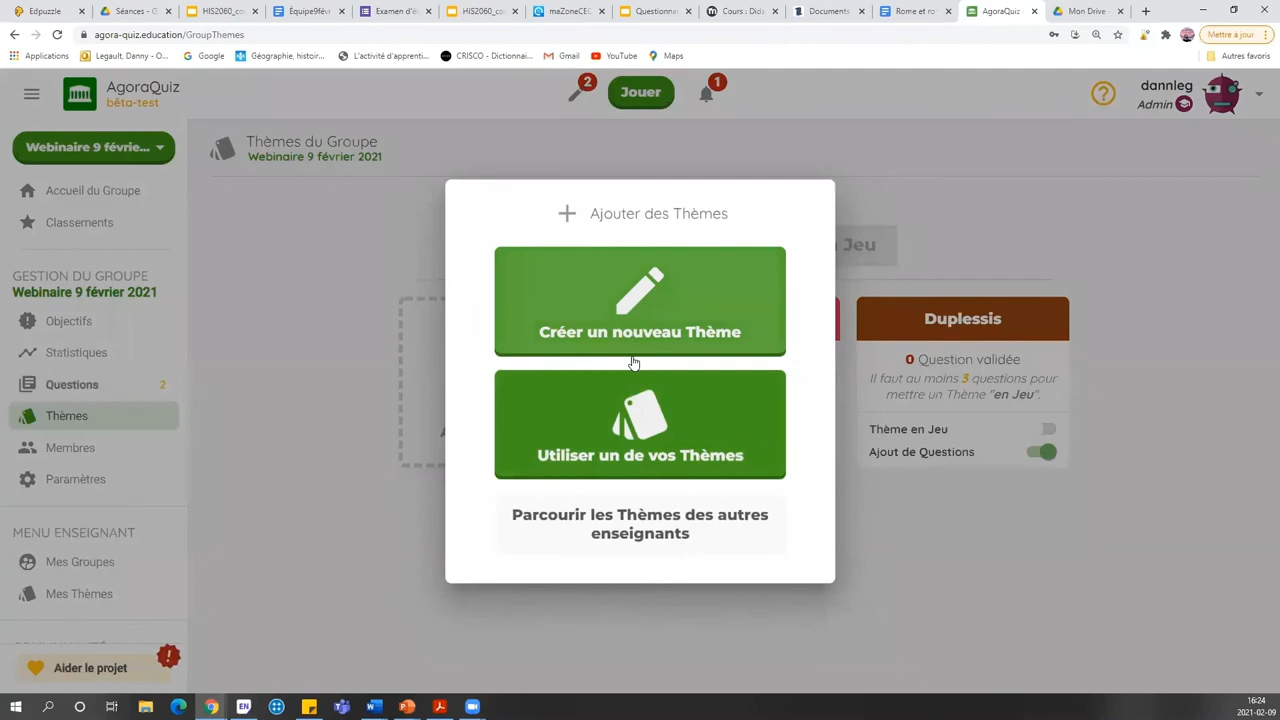 Edpuzzle
Séances - G
HIS2060_co
Équipe9févr
Examen d'é
HIS2060_co
maZoneCEC
Questionna
Cours : Did
Documents
Rome et ro
AgoraQuiz
Mon Drive -
agora-quiz.education/GroupThemes
Mettre à jour
Applications
Legault, Danny - O...
Google
Géographie, histoir...
L'activité d'apprenti...
CRISCO - Dictionnai...
Gmail
YouTube
Maps
Autres favoris
AgoraQuiz
bêta-test
2
Jouer
1
?
dannleg
Admin
Webinaire 9 févrie...
Thèmes du Groupe
Webinaire 9 février 2021
Accueil du Groupe
Classements
GESTION DU GROUPE
Webinaire 9 février 2021
Objectifs
Statistiques
Questions 2
Thèmes
Membres
Paramètres
MENU ENSEIGNANT
Mes Groupes
Mes Thèmes
Aider le projet
!
Ajouter des Thèmes
Créer un nouveau Thème
Utiliser un de vos Thèmes
Parcourir les Thèmes des autres
enseignants
Jeu
Duplessis
0 Question validée
Il faut au moins 3 questions pour
mettre un Thème "en Jeu".
Thème en Jeu
Ajout de Questions
EN
16:24
2021-02-09